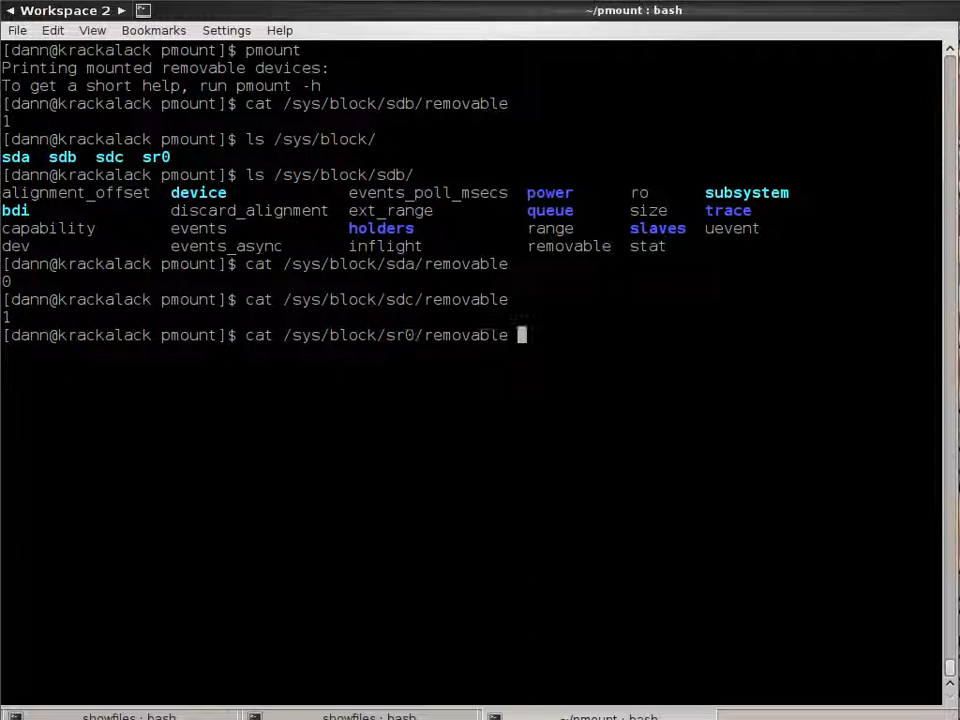 ◄ Workspace 2 ►
~/pmount : bash
File Edit View Bookmarks Settings Help
[dann@krackalack pmount]$ pmount
Printing mounted removable devices:
To get a short help, run pmount -h
[dann@krackalack pmount]$ cat /sys/block/sdb/removable
1
[dann@krackalack pmount]$ ls /sys/block/
sda sdb sdc sr0
[dann@krackalack pmount]$ ls /sys/block/sdb/
alignment_offset device events_poll_msecs power ro subsystem
bdi discard_alignment ext_range queue size trace
capability events holders range slaves uevent
dev events_async inflight removable stat
[dann@krackalack pmount]$ cat /sys/block/sda/removable
0
[dann@krackalack pmount]$ cat /sys/block/sdc/removable
1
[dann@krackalack pmount]$ cat /sys/block/sr0/removable
showfiles : bash showfiles : bash ~/pmount : bash